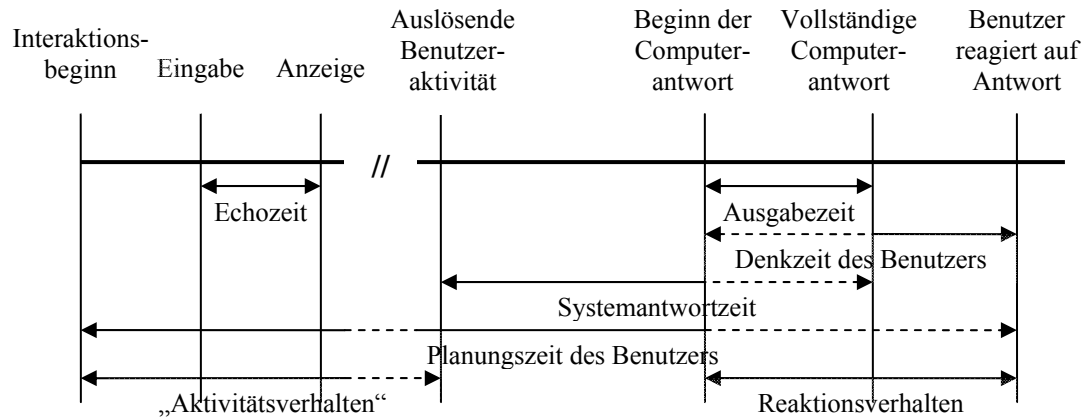 Interaktions-
beginn
Eingabe
Anzeige
Auslösende
Benutzer-
aktivität
Beginn der
Computer-
antwort
Vollständige
Computer-
antwort
Benutzer
reagiert auf
Antwort
//
Echozeit
Ausgabezeit
Denkzeit des Benutzers
Systemantwortzeit
Planungszeit des Benutzers
„Aktivitätsverhalten“
Reaktionsverhalten